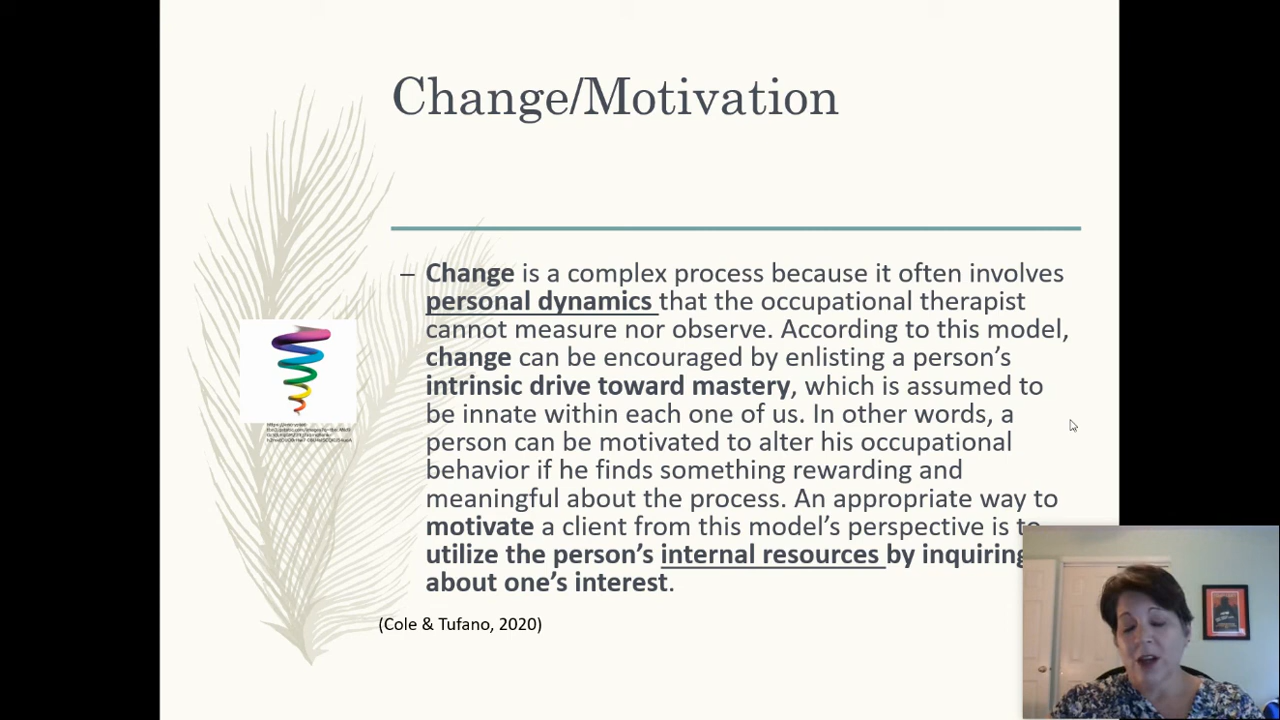 Change/Motivation
– Change is a complex process because it often involves
personal dynamics that the occupational therapist
cannot measure nor observe. According to this model,
change can be encouraged by enlisting a person's
intrinsic drive toward mastery, which is assumed to
be innate within each one of us. In other words, a
person can be motivated to alter his occupational
behavior if he finds something rewarding and
meaningful about the process. An appropriate way to
motivate a client from this model's perspective is to
utilize the person's internal resources by inquiring
about one's interest.
(Cole & Tufano, 2020)